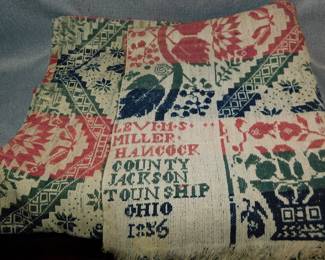 LEVI·H·S·
MILLER·
HANCOCK
COUNTY
JACKSON
TOUNSHIP
OHIO
1856